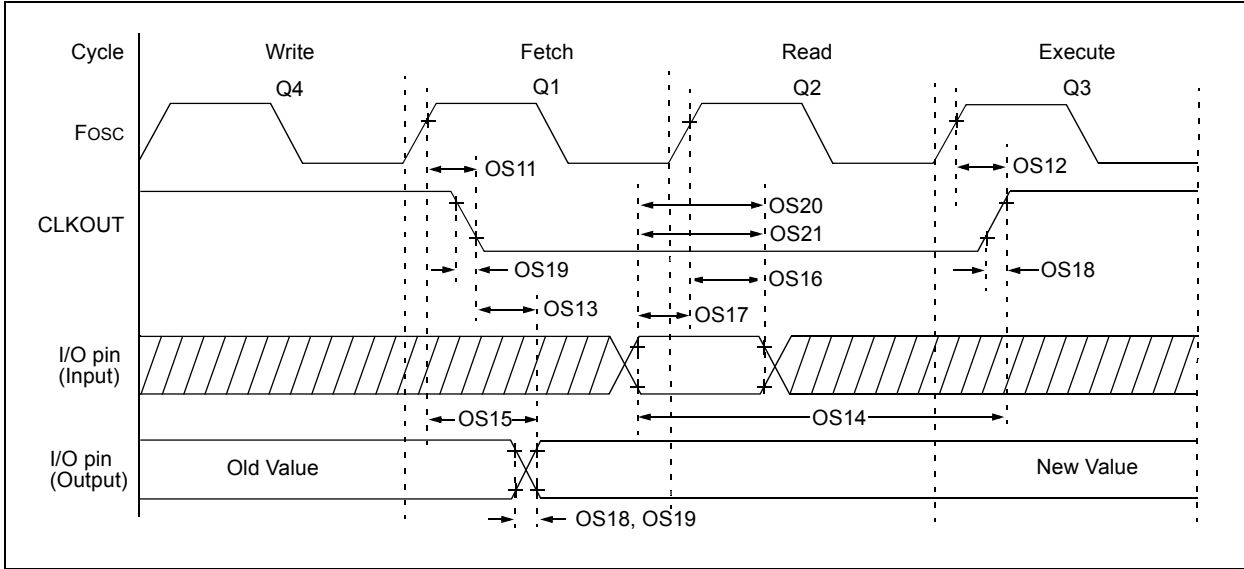 Cycle Write Fetch Read Execute
Q4 Q1 Q2 Q3
FOSC
OS11 OS12
OS20
CLKOUT
OS21
OS19 OS16 OS18
OS13 OS17
I/O pin
(Input)
OS15 OS14
I/O pin
(Output)
Old Value New Value
OS18, OS19